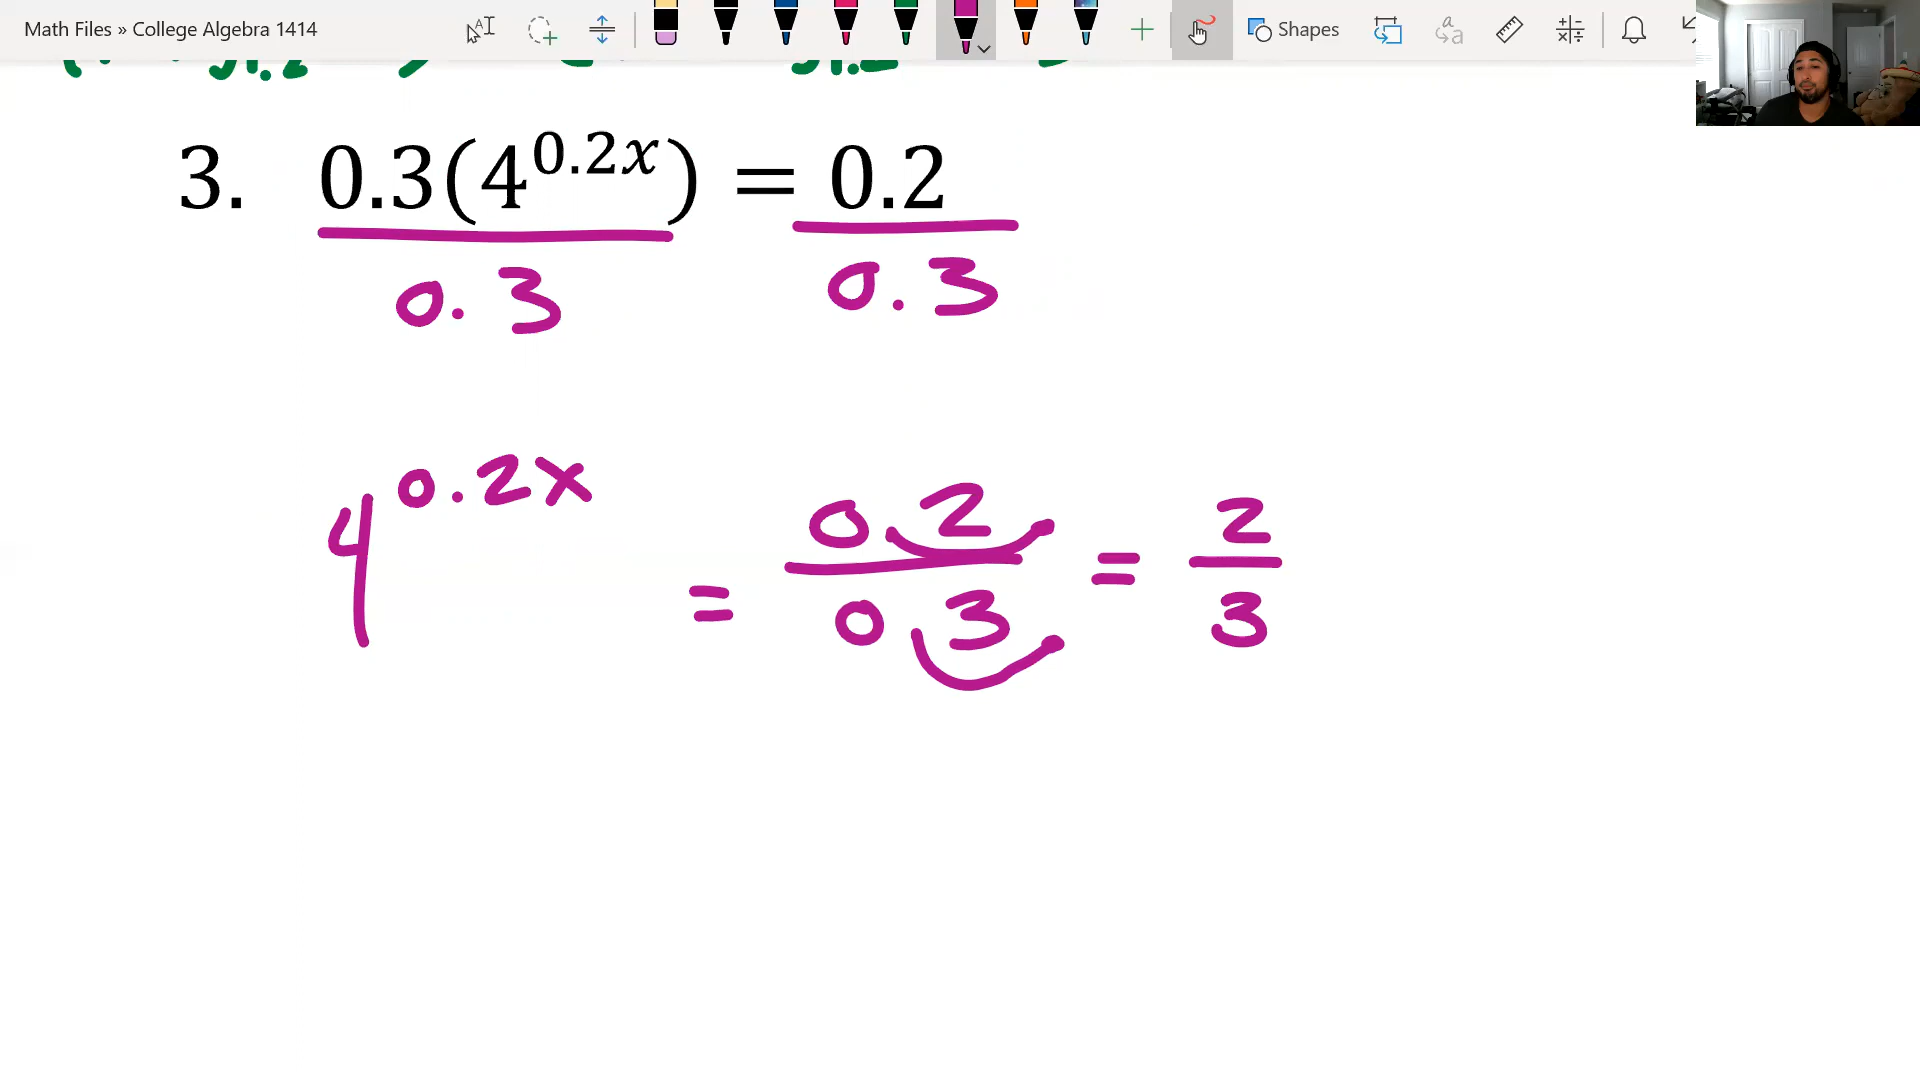 Math Files » College Algebra 1414
Shapes
3. 0.3(4^{0.2x}) = 0.2
0.3 0.3
4^{0.2x} = 0.2/0.3 = 2/3